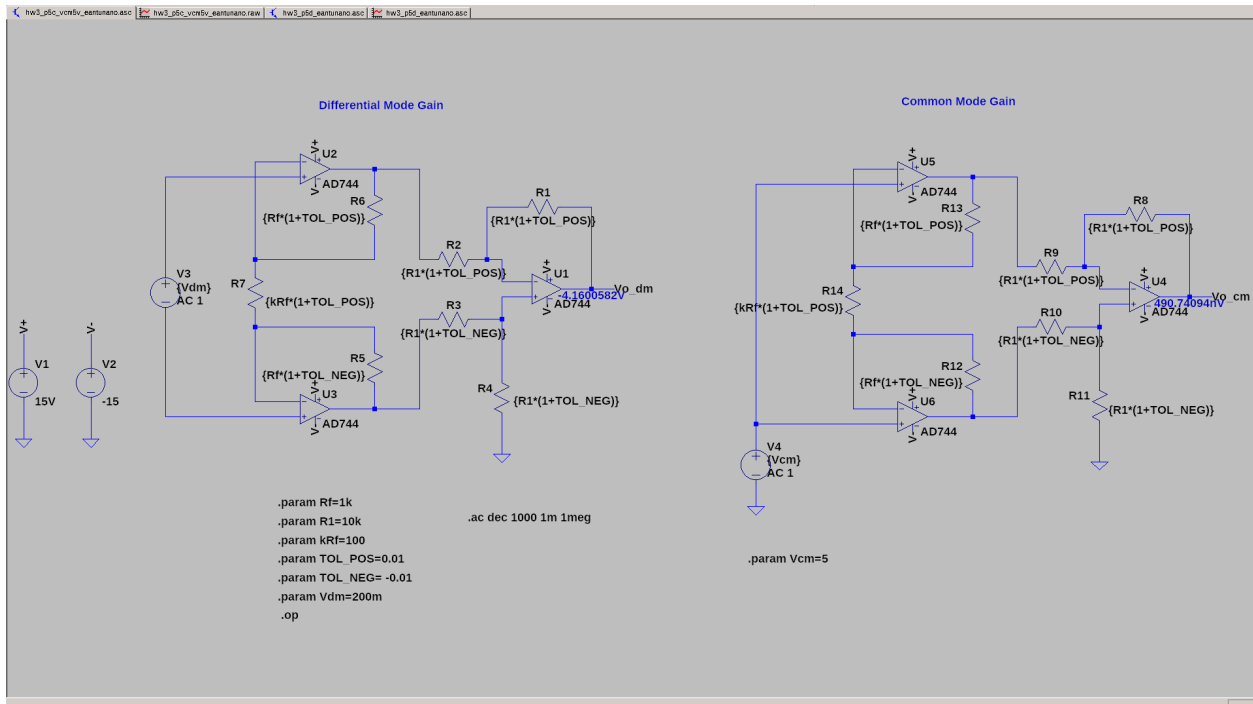 hw3_p5c_vcm5v_eantunano.asc
hw3_p5c_vcm5v_eantunano.raw
hw3_p5d_eantunano.asc
hw3_p5d_eantunano.asc
Differential Mode Gain
Common Mode Gain
V+
U2
AD744
V-
R6
{Rf*(1+TOL_POS)}
R1
{R1*(1+TOL_POS)}
R2
{R1*(1+TOL_POS)}
V+
U1
Vo_dm
-4.1600582V
AD744
V-
V3
{Vdm}
AC 1
R7
{kRf*(1+TOL_POS)}
R3
{R1*(1+TOL_NEG)}
R5
{Rf*(1+TOL_NEG)}
V+
U3
AD744
V-
R4
{R1*(1+TOL_NEG)}
V+
V1
15V
V-
V2
-15
V+
U5
AD744
V-
R13
{Rf*(1+TOL_POS)}
R8
{R1*(1+TOL_POS)}
R9
{R1*(1+TOL_POS)}
V+
U4
Vo_cm
490.74094nV
AD744
V-
R14
{kRf*(1+TOL_POS)}
R10
{R1*(1+TOL_NEG)}
R12
{Rf*(1+TOL_NEG)}
V+
U6
AD744
V-
R11
{R1*(1+TOL_NEG)}
V4
{Vcm}
AC 1
.param Rf=1k
.param R1=10k
.param kRf=100
.param TOL_POS=0.01
.param TOL_NEG= -0.01
.param Vdm=200m
.op
.ac dec 1000 1m 1meg
.param Vcm=5